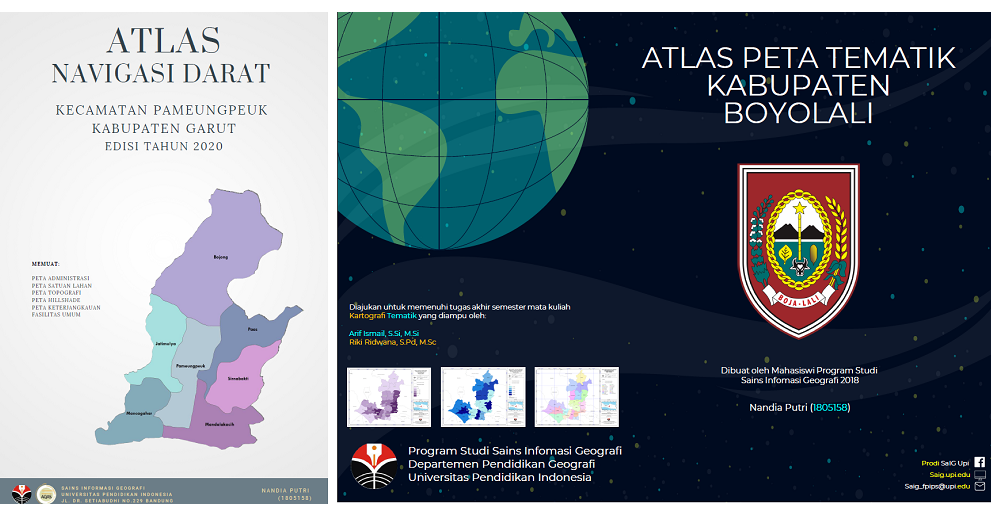 ATLAS
NAVIGASI DARAT
KECAMATAN PAMEUNGPEUK
KABUPATEN GARUT
EDISI TAHUN 2020
MEMUAT:
PETA ADMINISTRASI
PETA SATUAN LAHAN
PETA TOPOGRAFI
PETA HILLSHADE
PETA KETERJANGKAUAN
FASILITAS UMUM
Bojong
Paas
Jatimulya
Pameungpeuk
Sirnabakti
Mancagahar
Mandalakasih
SAINS INFORMASI GEOGRAFI
UNIVERSITAS PENDIDIKAN INDONESIA
JL. DR. SETIABUDHI NO.229 BANDUNG
NANDIA PUTRI
(1805158)
ATLAS PETA TEMATIK
KABUPATEN
BOYOLALI
BOJA-LALI
Diajukan untuk memenuhi tugas akhir semester mata kuliah
Kartografi Tematik yang diampu oleh:
Arif Ismail, S.Si, M.Si
Riki Ridwana, S.Pd, M.Sc
Dibuat oleh Mahasiswi Program Studi
Sains Infomasi Geografi 2018
Nandia Putri (1805158)
Program Studi Sains Infomasi Geografi
Departemen Pendidikan Geografi
Universitas Pendidikan Indonesia
Prodi SaIG Upi
Saig.upi.edu
Saig_fpips@upi.edu